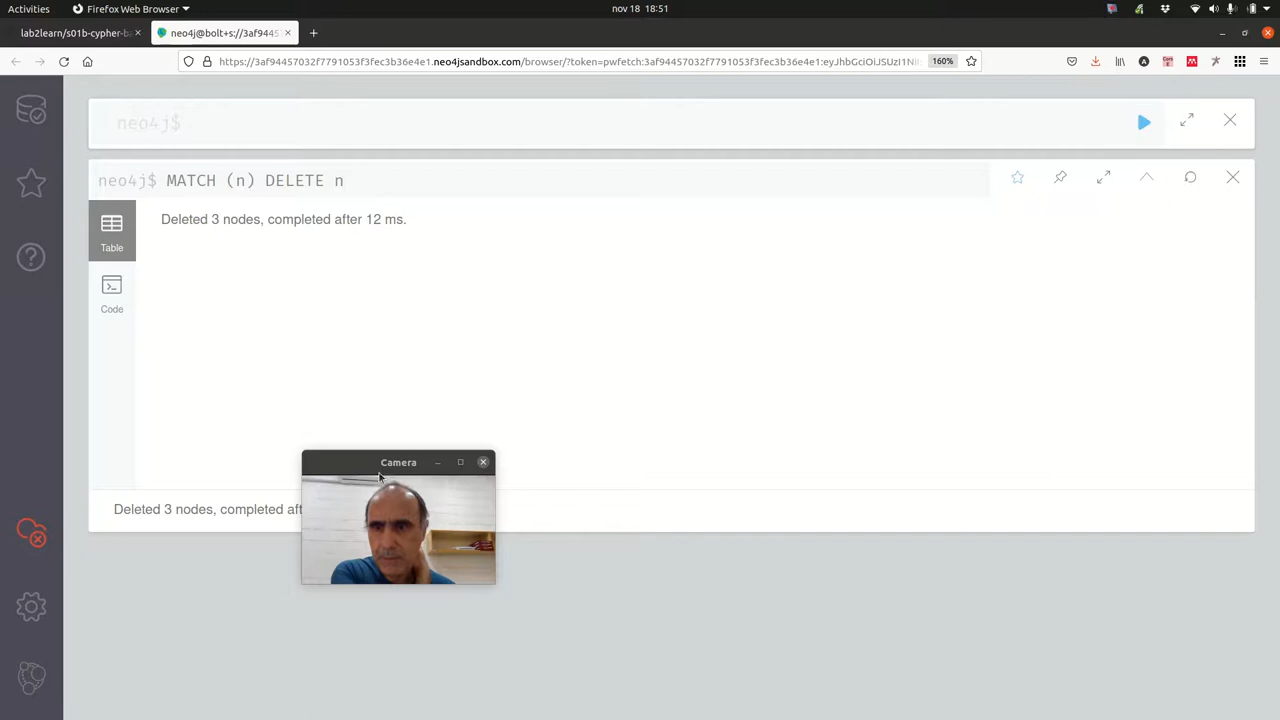 Activities
Firefox Web Browser
nov 18 18:51
lab2learn/s01b-cypher-ba
neo4j@bolt+s://3af9445
https://3af94457032f7791053f3fec3b36e4e1.neo4jsandbox.com/browser/?token=pwfetch:3af94457032f7791053f3fec3b36e4e1:eyJhbGciOiJSUzI1NiI
160%
neo4j$
neo4j$ MATCH (n) DELETE n
Table
Deleted 3 nodes, completed after 12 ms.
Code
Camera
Deleted 3 nodes, completed aft